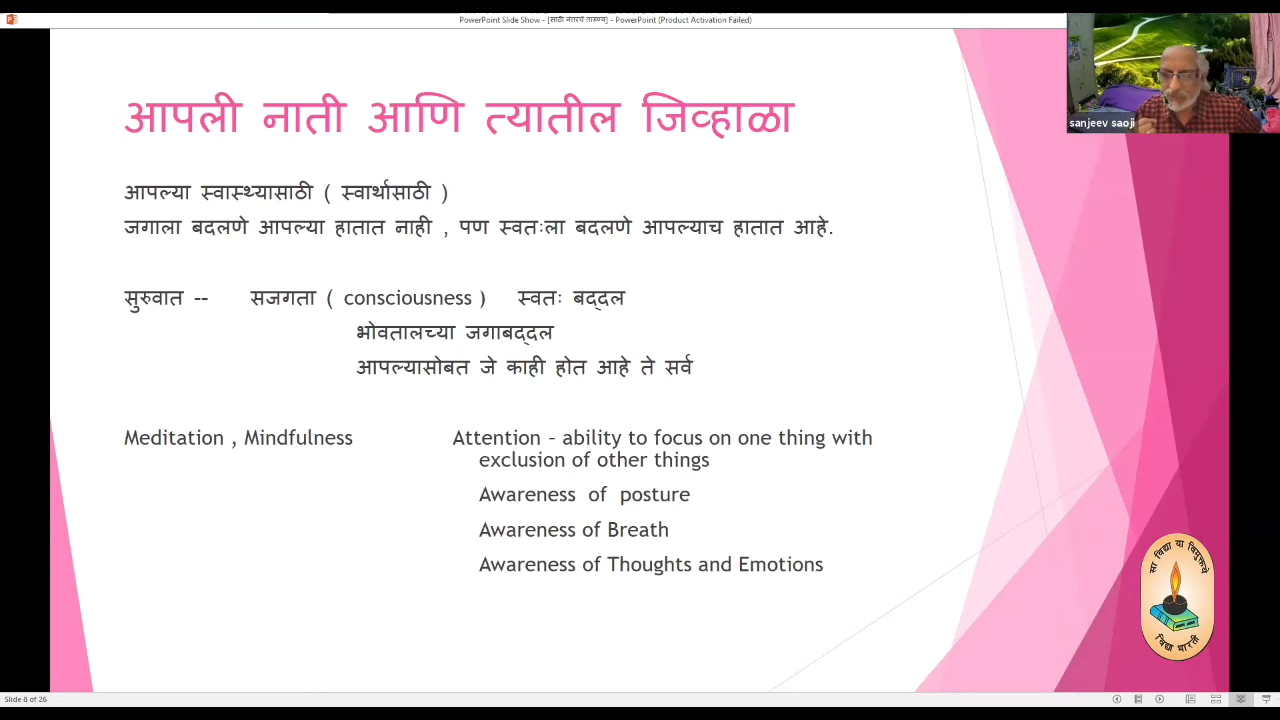 PowerPoint Slide Show - [साठी नंतरचे तारुण्य] - PowerPoint (Product Activation Failed)
sanjeev saoji
आपली नाती आणि त्यातील जिव्हाळा
आपल्या स्वास्थ्यासाठी ( स्वार्थासाठी )
जगाला बदलणे आपल्या हातात नाही , पण स्वतःला बदलणे आपल्याच हातात आहे.
सुरुवात -- सजगता ( consciousness ) स्वतः बद्दल
भोवतालच्या जगाबद्दल
आपल्यासोबत जे काही होत आहे ते सर्व
Meditation , Mindfulness Attention – ability to focus on one thing with
exclusion of other things
Awareness of posture
Awareness of Breath
Awareness of Thoughts and Emotions
सा विद्या या विमुक्तये
विद्या भारती
Slide 8 of 26